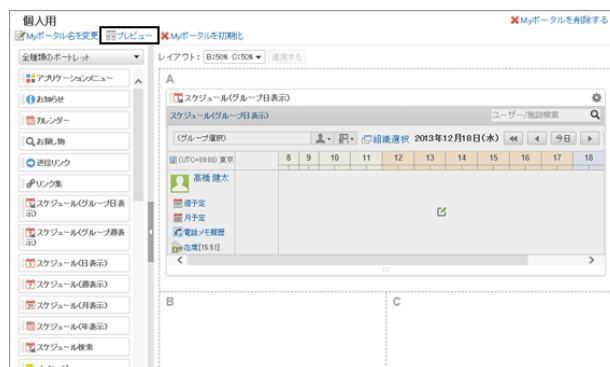 個人用
Myポータルを削除する
Myポータル名を変更 プレビュー Myポータルを初期化
全種類のポートレット
レイアウト: B:50% C:50% 適用する
アプリケーションメニュー
お知らせ
カレンダー
Q お願い物
送信リンク
リンク集
スケジュール(グループ日表示)
スケジュール(グループ週表示)
スケジュール(日表示)
スケジュール(週表示)
スケジュール(月表示)
スケジュール(年表示)
スケジュール検索
A
スケジュール(グループ日表示)
スケジュール(グループ日表示) ユーザー/施設検索
(グループ選択) 組織選択 2013年12月18日(水) 今日
(UTC+09:00) 東京 8 9 10 11 12 13 14 15 16 17 18
高橋 健太
週予定
月予定
電話メモ履歴
在席[15:51]
B
C